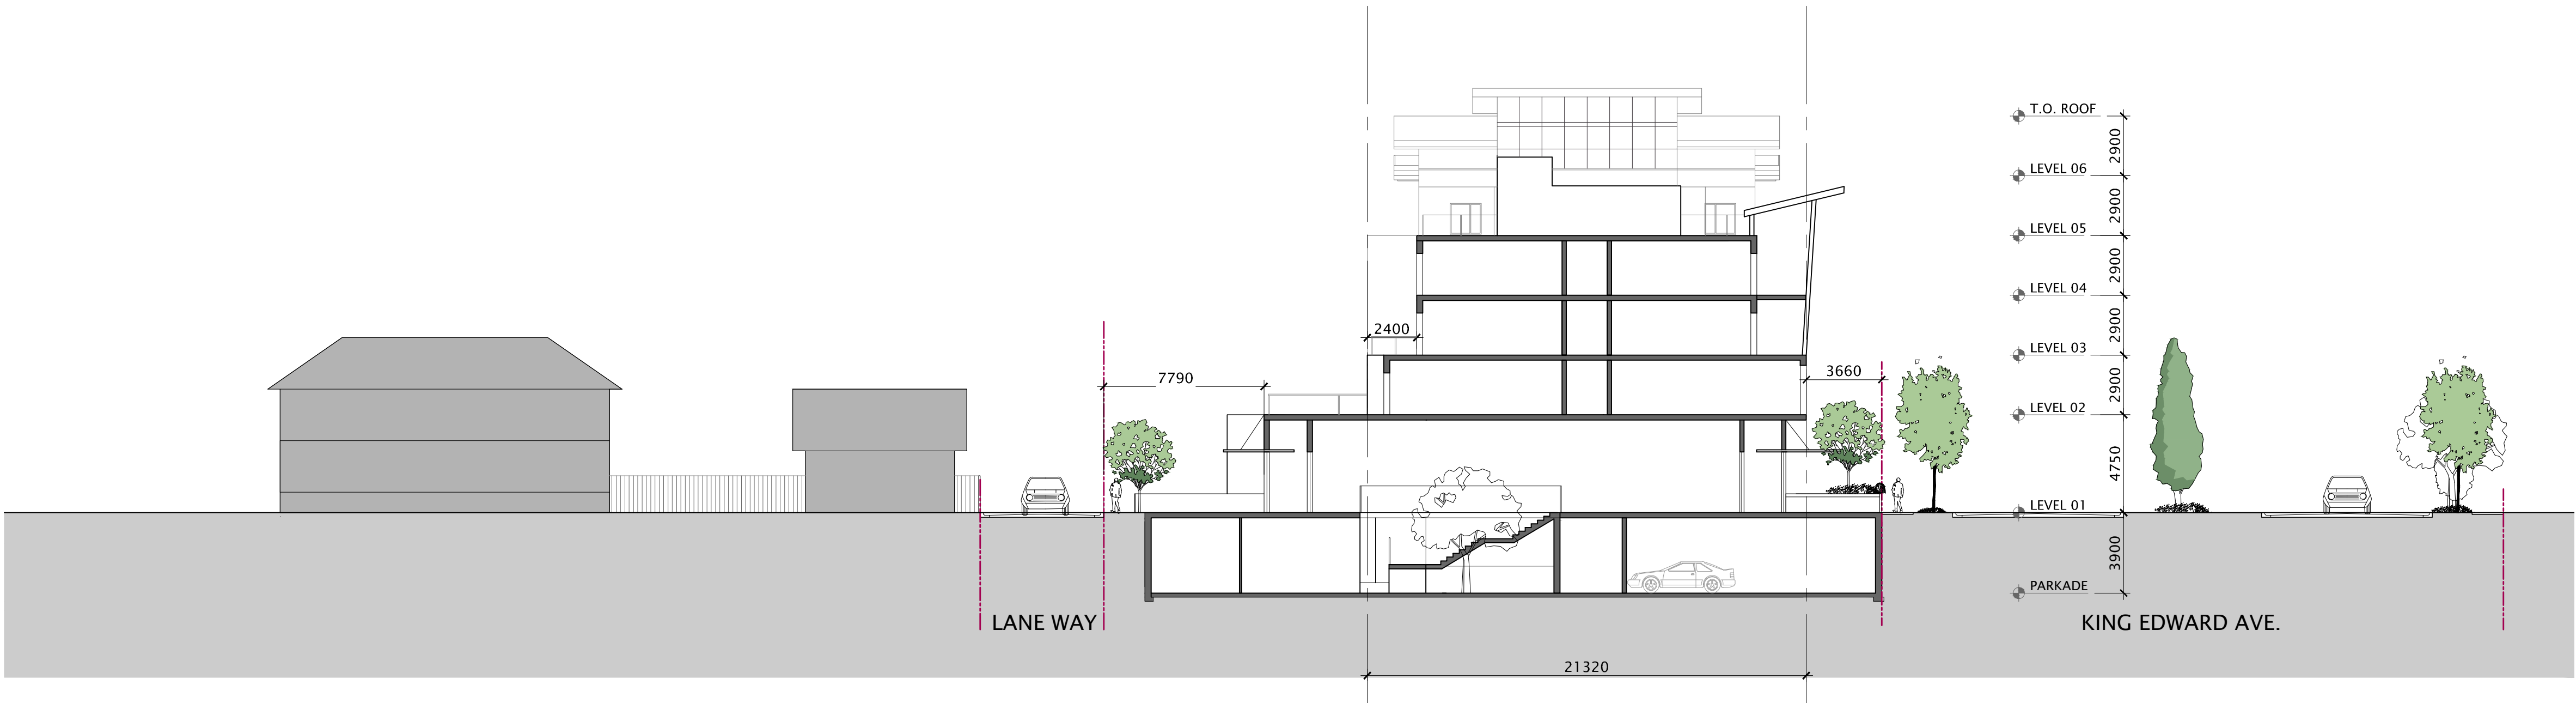 T.O. ROOF
2900
LEVEL 06
2900
LEVEL 05
2900
LEVEL 04
2900
LEVEL 03
2900
LEVEL 02
4750
LEVEL 01
3900
PARKADE
2400
7790
3660
LANE WAY
KING EDWARD AVE.
21320